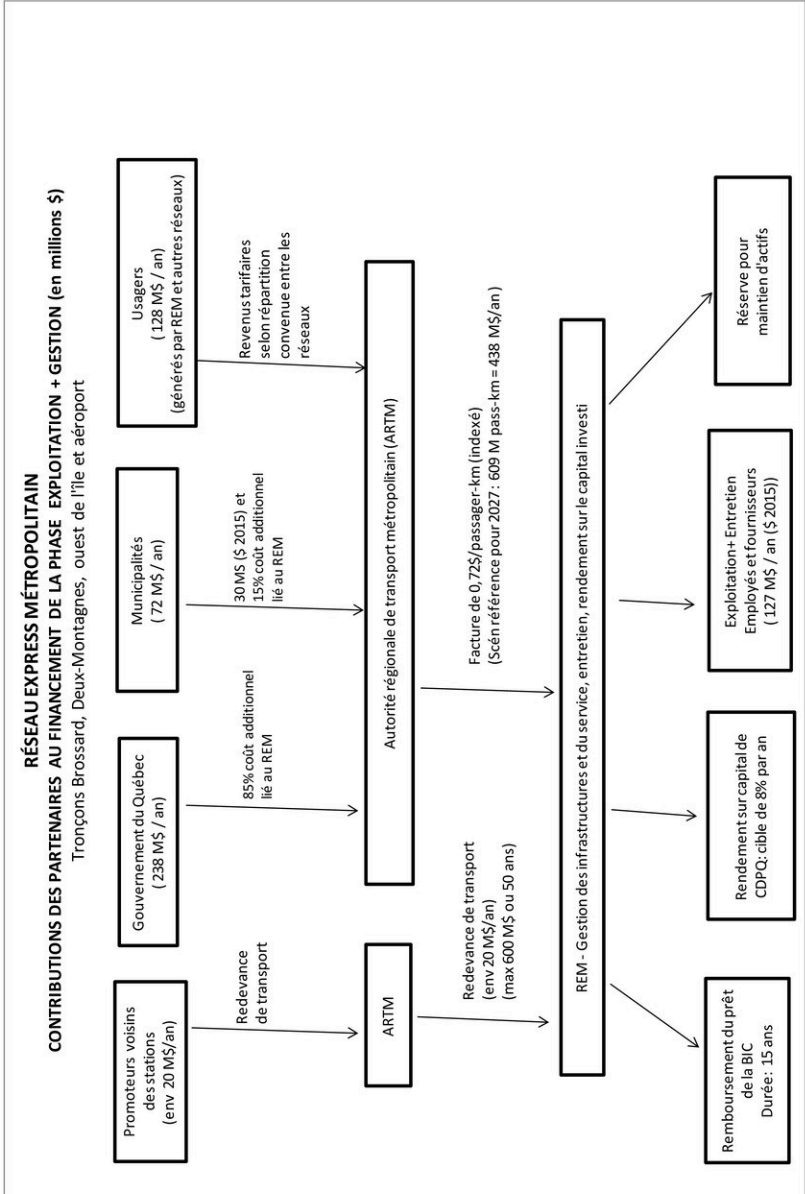 RÉSEAU EXPRESS MÉTROPOLITAIN
CONTRIBUTIONS DES PARTENAIRES AU FINANCEMENT DE LA PHASE EXPLOITATION + GESTION (en millions $)
Tronçons Brossard, Deux-Montagnes, ouest de l'île et aéroport
Promoteurs voisins
des stations
(env 20 M$/an)
Gouvernement du Québec
(238 M$ / an)
Municipalités
(72 M$ / an)
Usagers
(128 M$ / an)
(générés par REM et autres réseaux)
Redevance
de transport
85% coût additionnel
lié au REM
30 MS ($ 2015) et
15% coût additionnel
lié au REM
Revenus tarifaires
selon répartition
convenue entre les
réseaux
ARTM
Autorité régionale de transport métropolitain (ARTM)
Redevance de transport
(env 20 M$/an)
(max 600 M$ ou 50 ans)
Facture de 0,72$/passager-km (indexé)
(Scén référence pour 2027 : 609 M pass-km = 438 M$/an )
REM - Gestion des infrastructures et du service, entretien, rendement sur le capital investi
Remboursement du prêt
de la BIC
Durée : 15 ans
Rendement sur capital de
CDPQ: cible de 8% par an
Exploitation+ Entretien
Employés et fournisseurs
( 127 M$ / an ($ 2015))
Réserve pour
maintien d'actifs